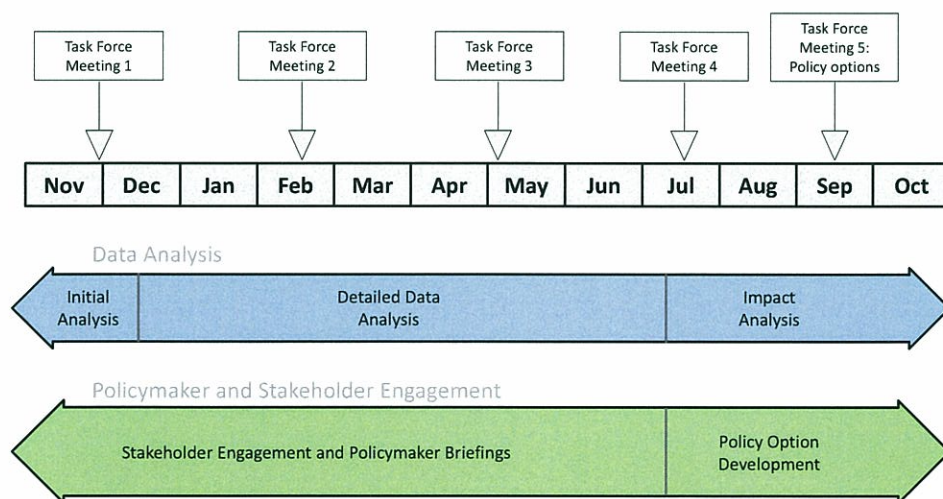 Task Force
Meeting 1
Task Force
Meeting 2
Task Force
Meeting 3
Task Force
Meeting 4
Task Force
Meeting 5:
Policy options
Nov Dec Jan Feb Mar Apr May Jun Jul Aug Sep Oct
Data Analysis
Initial
Analysis
Detailed Data
Analysis
Impact
Analysis
Policymaker and Stakeholder Engagement
Stakeholder Engagement and Policymaker Briefings
Policy Option
Development